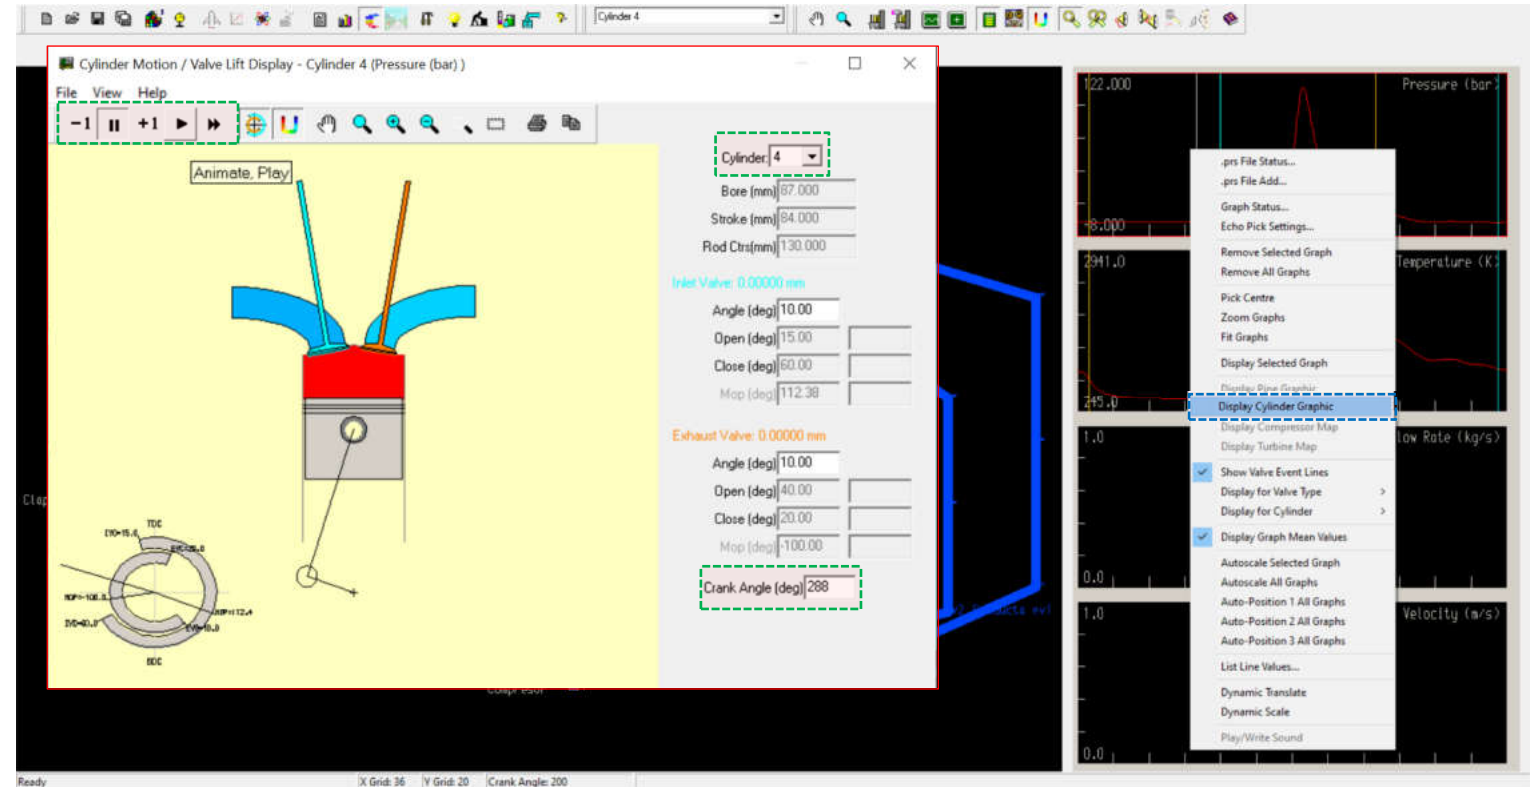 Cylinder 4
Cylinder Motion / Valve Lift Display - Cylinder 4 (Pressure (bar) )
File View Help
-1 +1
Animate, Play
Cylinder: 4
Bore (mm) 87.000
Stroke (mm) 84.000
Rod Ctrs(mm) 130.000
Inlet Valve: 0.00000 mm
Angle (deg) 10.00
Open (deg) 15.00
Close (deg) 60.00
Mop (deg) 112.38
Exhaust Valve: 0.00000 mm
Angle (deg) 10.00
Open (deg) 40.00
Close (deg) 20.00
Mop (deg) -100.00
Crank Angle (deg) 288
TDC
BDC
122.000 Pressure (bar)
-8.000
2941.0 Temperature (K)
245.0
1.0 low Rate (kg/s)
0.0
1.0 Velocity (m/s)
0.0
.prs File Status...
.prs File Add...
Graph Status...
Echo Pick Settings...
Remove Selected Graph
Remove All Graphs
Pick Centre
Zoom Graphs
Fit Graphs
Display Selected Graph
Display Pipe Graphic
Display Cylinder Graphic
Display Compressor Map
Display Turbine Map
Show Valve Event Lines
Display for Valve Type
Display for Cylinder
Display Graph Mean Values
Autoscale Selected Graph
Autoscale All Graphs
Auto-Position 1 All Graphs
Auto-Position 2 All Graphs
Auto-Position 3 All Graphs
List Line Values...
Dynamic Translate
Dynamic Scale
Play/Write Sound
Ready X Grid: 36 Y Grid: 20 Crank Angle: 200